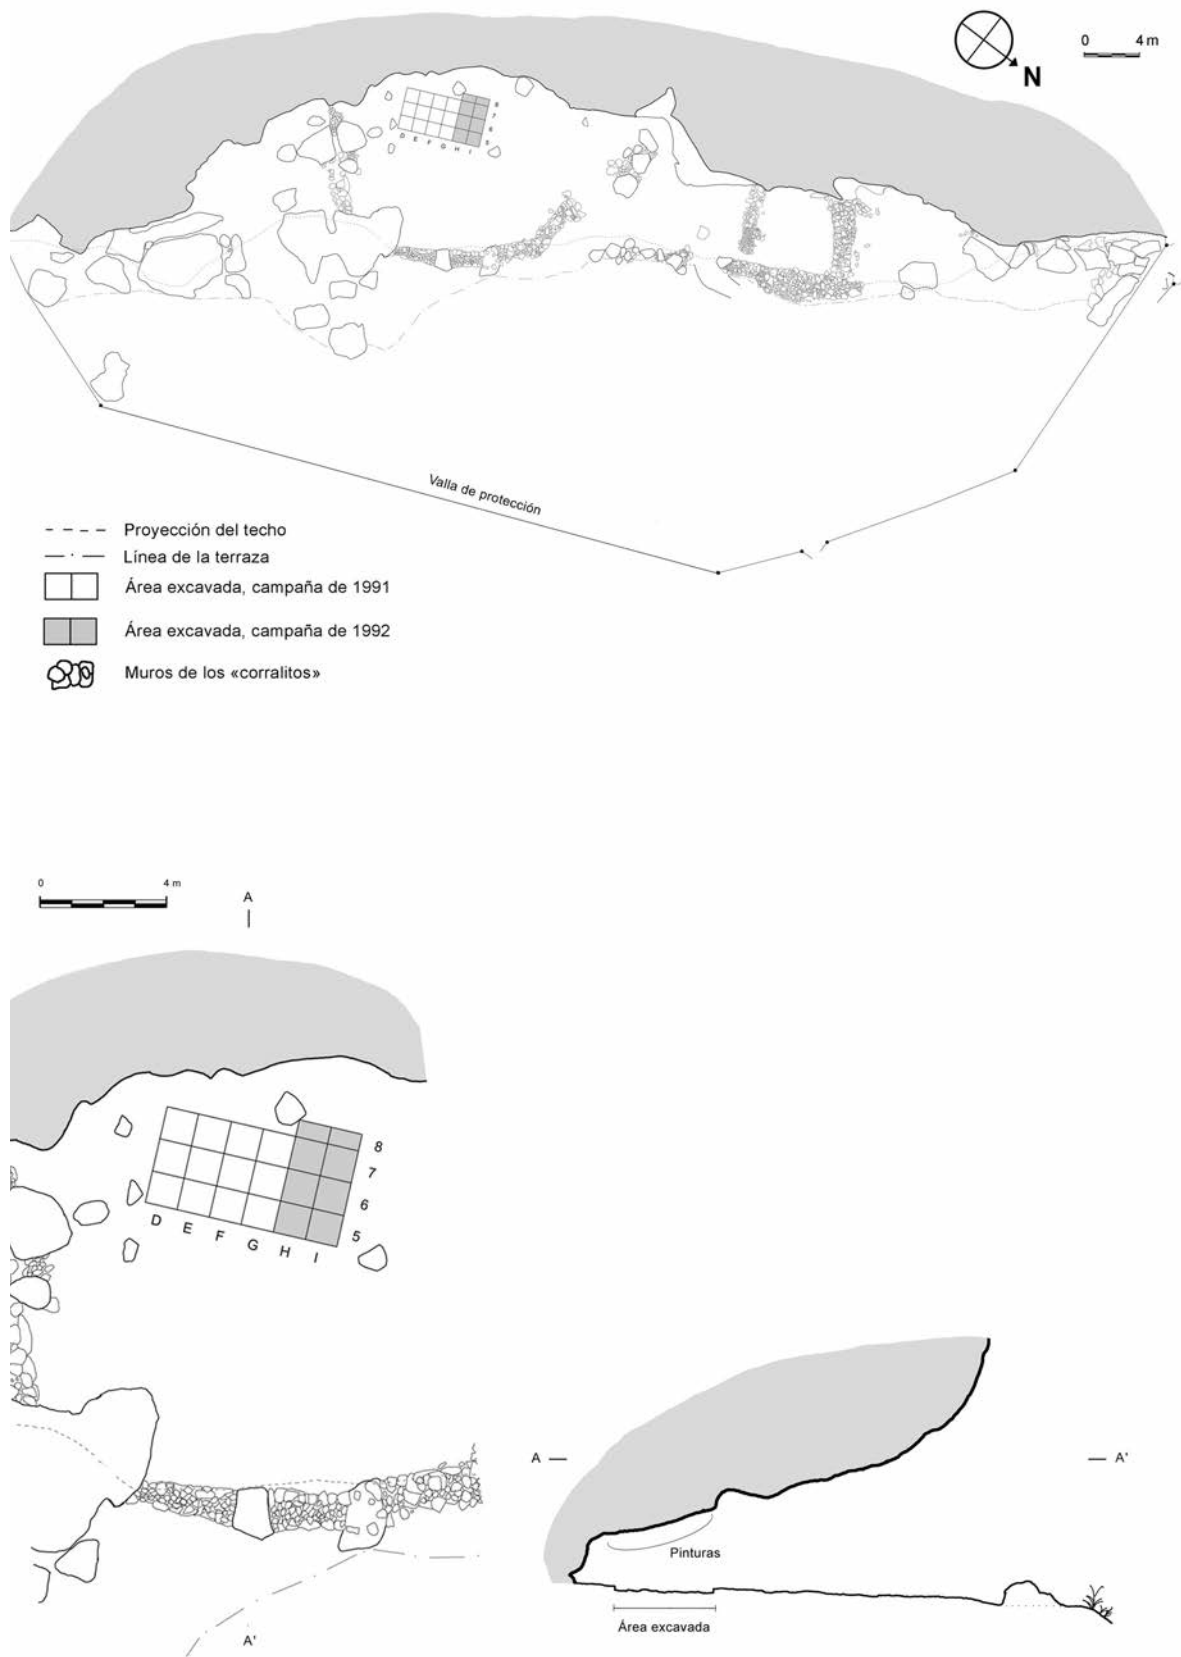 N
0 4 m
8
7
6
5
D E F G H I
Valla de protección
Proyección del techo
Línea de la terraza
Área excavada, campaña de 1991
Área excavada, campaña de 1992
Muros de los «corralitos»
0 4 m
A
8
7
6
5
D E F G H I
A'
A A'
Pinturas
Área excavada